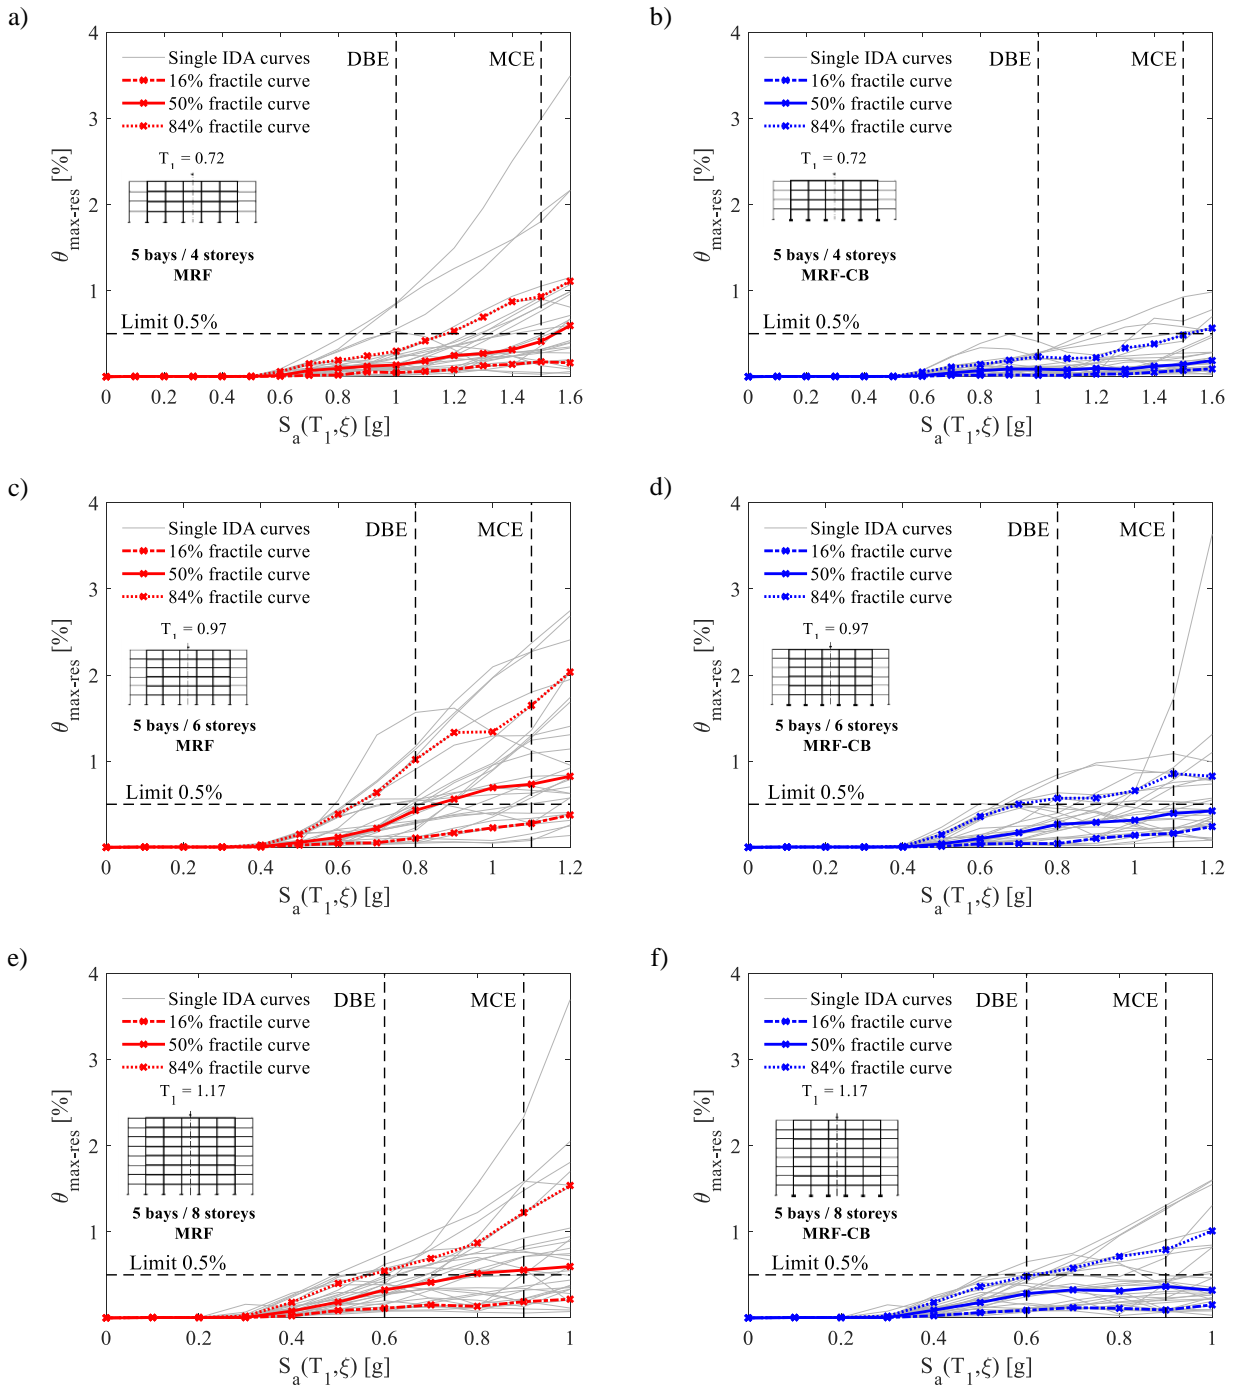 a)
4
3
2
1
0
0.2
0.4
0.6
0.8
1
1.2
1.4
1.6
θmax-res [%]
Sa(T1,ξ) [g]
Single IDA curves
16% fractile curve
50% fractile curve
84% fractile curve
DBE
MCE
T1 = 0.72
5 bays / 4 storeys
MRF
Limit 0.5%
b)
4
3
2
1
0
0.2
0.4
0.6
0.8
1
1.2
1.4
1.6
θmax-res [%]
Sa(T1,ξ) [g]
Single IDA curves
16% fractile curve
50% fractile curve
84% fractile curve
DBE
MCE
T1 = 0.72
5 bays / 4 storeys
MRF-CB
Limit 0.5%
c)
4
3
2
1
0
0.2
0.4
0.6
0.8
1
1.2
θmax-res [%]
Sa(T1,ξ) [g]
Single IDA curves
16% fractile curve
50% fractile curve
84% fractile curve
DBE
MCE
T1 = 0.97
5 bays / 6 storeys
MRF
Limit 0.5%
d)
4
3
2
1
0
0.2
0.4
0.6
0.8
1
1.2
θmax-res [%]
Sa(T1,ξ) [g]
Single IDA curves
16% fractile curve
50% fractile curve
84% fractile curve
DBE
MCE
T1 = 0.97
5 bays / 6 storeys
MRF-CB
Limit 0.5%
e)
4
3
2
1
0
0.2
0.4
0.6
0.8
1
θmax-res [%]
Sa(T1,ξ) [g]
Single IDA curves
16% fractile curve
50% fractile curve
84% fractile curve
DBE
MCE
T1 = 1.17
5 bays / 8 storeys
MRF
Limit 0.5%
f)
4
3
2
1
0
0.2
0.4
0.6
0.8
1
θmax-res [%]
Sa(T1,ξ) [g]
Single IDA curves
16% fractile curve
50% fractile curve
84% fractile curve
DBE
MCE
T1 = 1.17
5 bays / 8 storeys
MRF-CB
Limit 0.5%